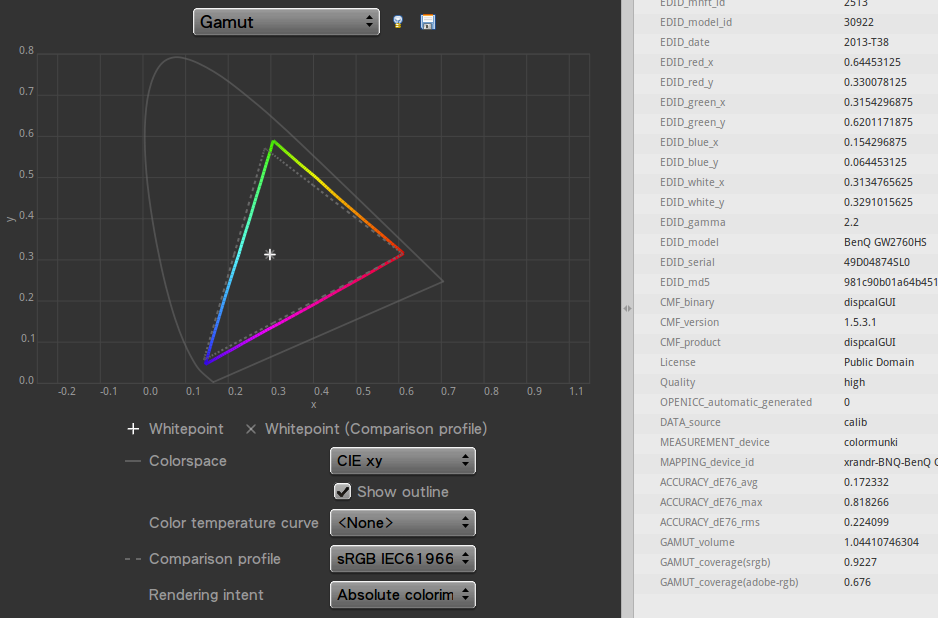 Gamut
0.8
0.7
0.6
0.5
0.4
y
0.3
0.2
0.1
0.0
-0.2 -0.1 0.0 0.1 0.2 0.3 0.4 0.5 0.6 0.7 0.8 0.9 1.1
x
Whitepoint × Whitepoint (Comparison profile)
Colorspace CIE xy
Show outline
Color temperature curve <None>
Comparison profile sRGB IEC61966
Rendering intent Absolute colorim
EDID_mnft_id 2513
EDID_model_id 30922
EDID_date 2013-T38
EDID_red_x 0.64453125
EDID_red_y 0.330078125
EDID_green_x 0.3154296875
EDID_green_y 0.6201171875
EDID_blue_x 0.154296875
EDID_blue_y 0.064453125
EDID_white_x 0.3134765625
EDID_white_y 0.3291015625
EDID_gamma 2.2
EDID_model BenQ GW2760HS
EDID_serial 49D04874SL0
EDID_md5 981c90b01a64b451
CMF_binary dispcalGUI
CMF_version 1.5.3.1
CMF_product dispcalGUI
License Public Domain
Quality high
OPENICC_automatic_generated 0
DATA_source calib
MEASUREMENT_device colormunki
MAPPING_device_id xrandr-BNQ-BenQ
ACCURACY_dE76_avg 0.172332
ACCURACY_dE76_max 0.818266
ACCURACY_dE76_rms 0.224099
GAMUT_volume 1.04410746304
GAMUT_coverage(srgb) 0.9227
GAMUT_coverage(adobe-rgb) 0.676